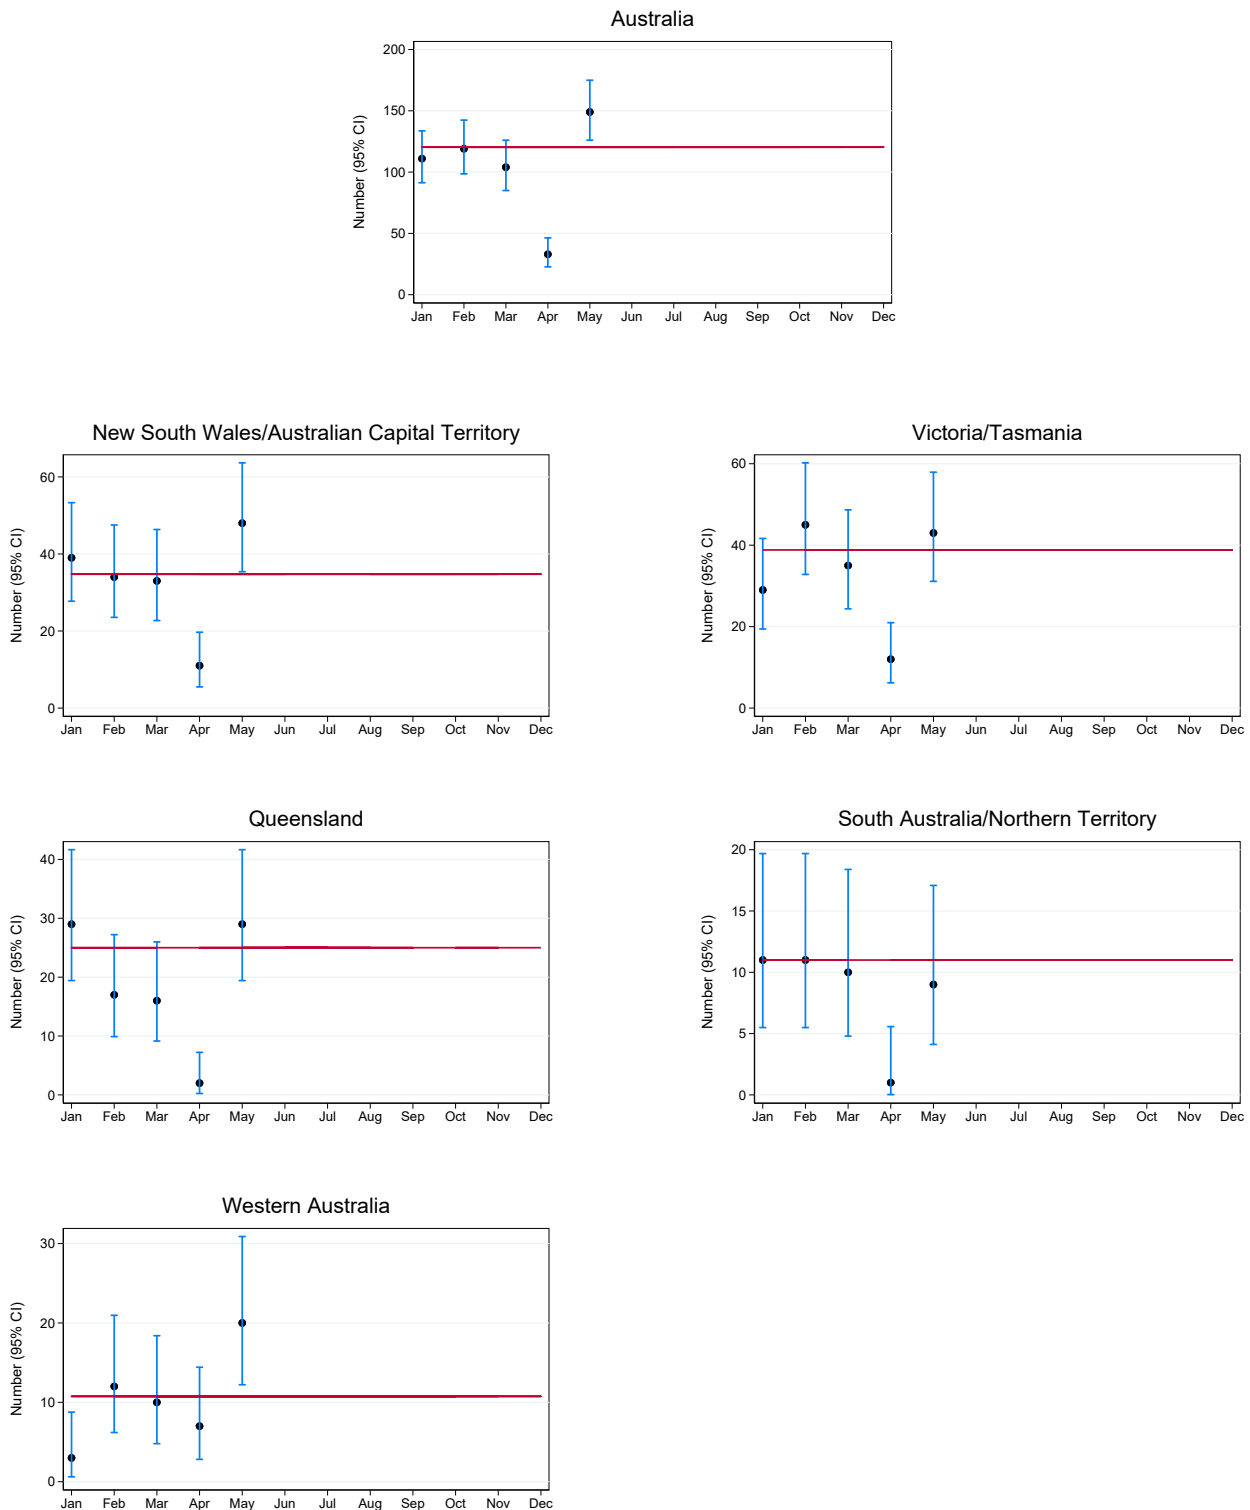 Australia
Number (95% CI)
200
150
100
50
0
Jan Feb Mar Apr May Jun Jul Aug Sep Oct Nov Dec
New South Wales/Australian Capital Territory
Number (95% CI)
60
40
20
0
Jan Feb Mar Apr May Jun Jul Aug Sep Oct Nov Dec
Victoria/Tasmania
Number (95% CI)
60
40
20
0
Jan Feb Mar Apr May Jun Jul Aug Sep Oct Nov Dec
Queensland
Number (95% CI)
40
30
20
10
0
Jan Feb Mar Apr May Jun Jul Aug Sep Oct Nov Dec
South Australia/Northern Territory
Number (95% CI)
20
15
10
5
0
Jan Feb Mar Apr May Jun Jul Aug Sep Oct Nov Dec
Western Australia
Number (95% CI)
30
20
10
0
Jan Feb Mar Apr May Jun Jul Aug Sep Oct Nov Dec